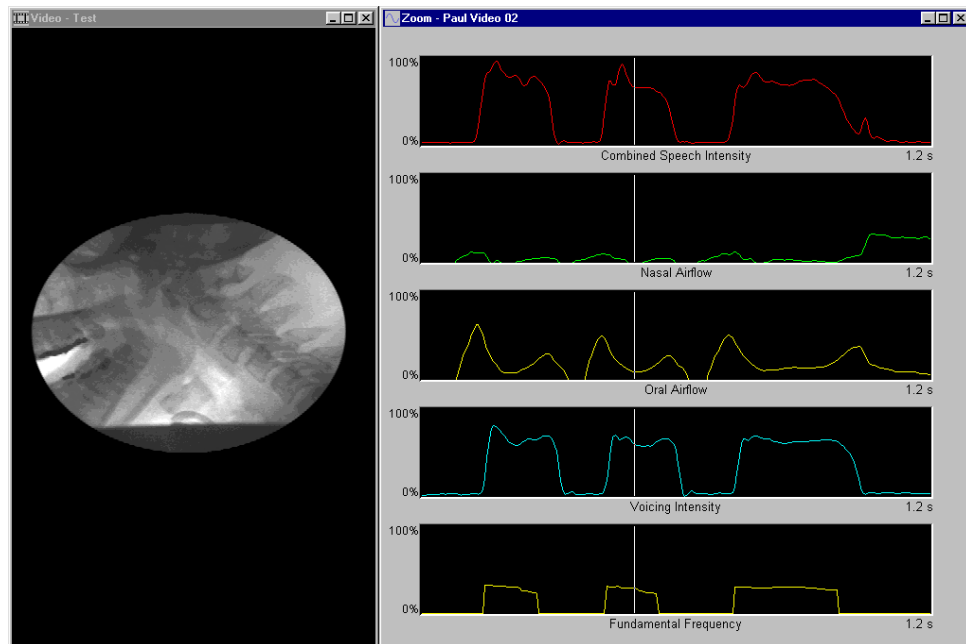 Video - Test
Zoom - Paul Video 02
100%
0%
Combined Speech Intensity
1.2 s
100%
0%
Nasal Airflow
1.2 s
100%
0%
Oral Airflow
1.2 s
100%
0%
Voicing Intensity
1.2 s
100%
0%
Fundamental Frequency
1.2 s